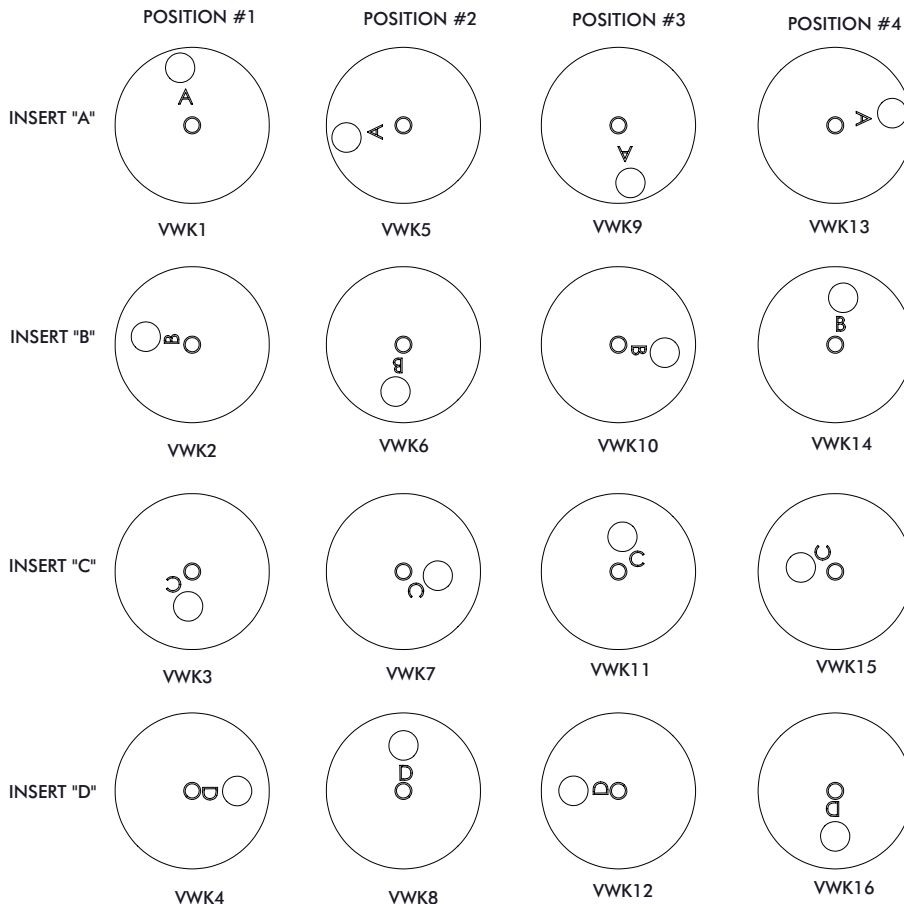 POSITION #1
POSITION #2
POSITION #3
POSITION #4
INSERT "A"
A
A
A
A
VWK1
VWK5
VWK9
VWK13
INSERT "B"
B
B
B
B
VWK2
VWK6
VWK10
VWK14
INSERT "C"
C
C
C
C
VWK3
VWK7
VWK11
VWK15
INSERT "D"
D
D
D
D
VWK4
VWK8
VWK12
VWK16